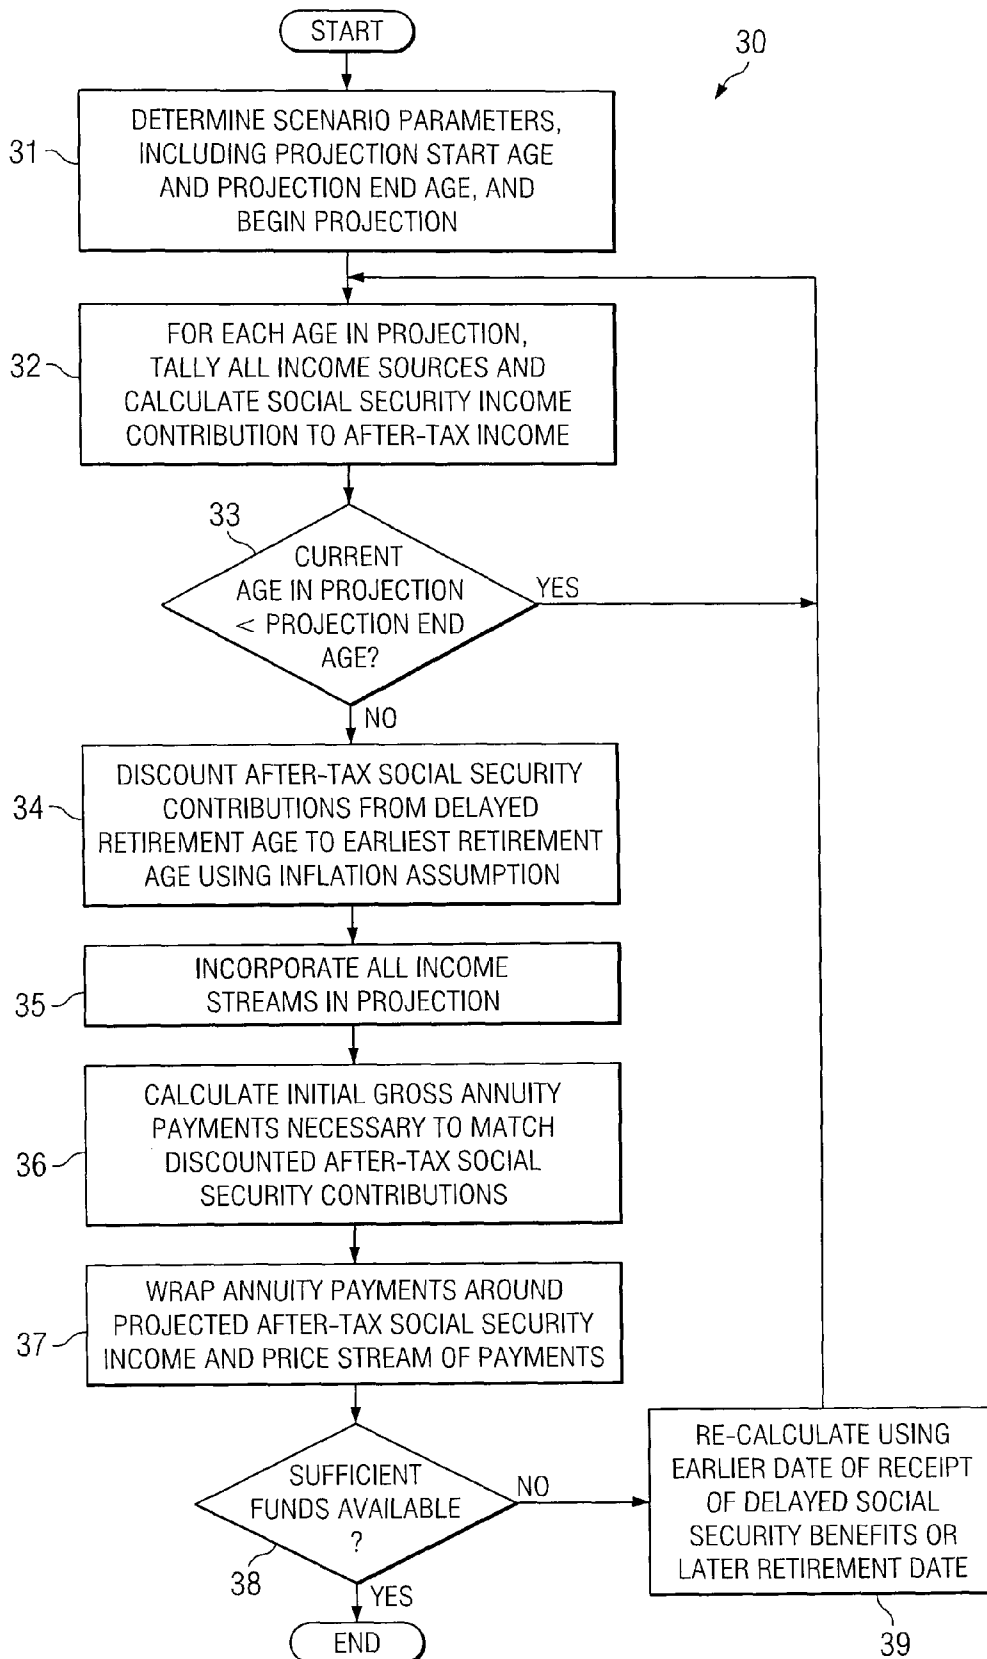 START
30
31
DETERMINE SCENARIO PARAMETERS,
INCLUDING PROJECTION START AGE
AND PROJECTION END AGE, AND
BEGIN PROJECTION
32
FOR EACH AGE IN PROJECTION,
TALLY ALL INCOME SOURCES AND
CALCULATE SOCIAL SECURITY INCOME
CONTRIBUTION TO AFTER-TAX INCOME
33
CURRENT
AGE IN PROJECTION
< PROJECTION END
AGE?
YES
NO
34
DISCOUNT AFTER-TAX SOCIAL SECURITY
CONTRIBUTIONS FROM DELAYED
RETIREMENT AGE TO EARLIEST RETIREMENT
AGE USING INFLATION ASSUMPTION
35
INCORPORATE ALL INCOME
STREAMS IN PROJECTION
36
CALCULATE INITIAL GROSS ANNUITY
PAYMENTS NECESSARY TO MATCH
DISCOUNTED AFTER-TAX SOCIAL
SECURITY CONTRIBUTIONS
37
WRAP ANNUITY PAYMENTS AROUND
PROJECTED AFTER-TAX SOCIAL SECURITY
INCOME AND PRICE STREAM OF PAYMENTS
SUFFICIENT
FUNDS AVAILABLE
?
38
NO
YES
RE-CALCULATE USING
EARLIER DATE OF RECEIPT
OF DELAYED SOCIAL
SECURITY BENEFITS OR
LATER RETIREMENT DATE
39
END